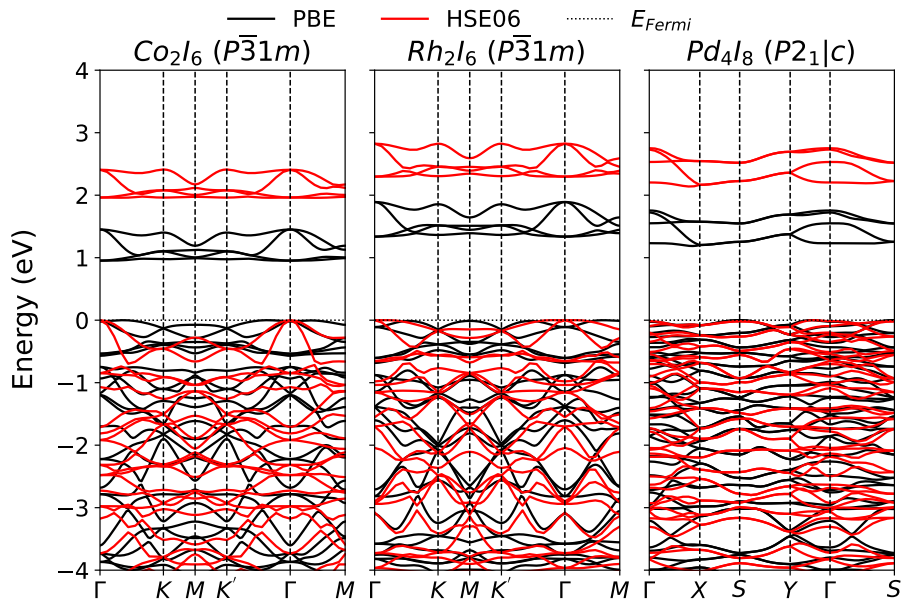 PBE HSE06 E_Fermi
Co₂I₆ (P3̅1m) Rh₂I₆ (P3̅1m) Pd₄I₈ (P2₁|c)
Energy (eV)
4
3
2
1
0
−1
−2
−3
−4
Γ K M K′ Γ M Γ K M K′ Γ M Γ X S Y Γ S